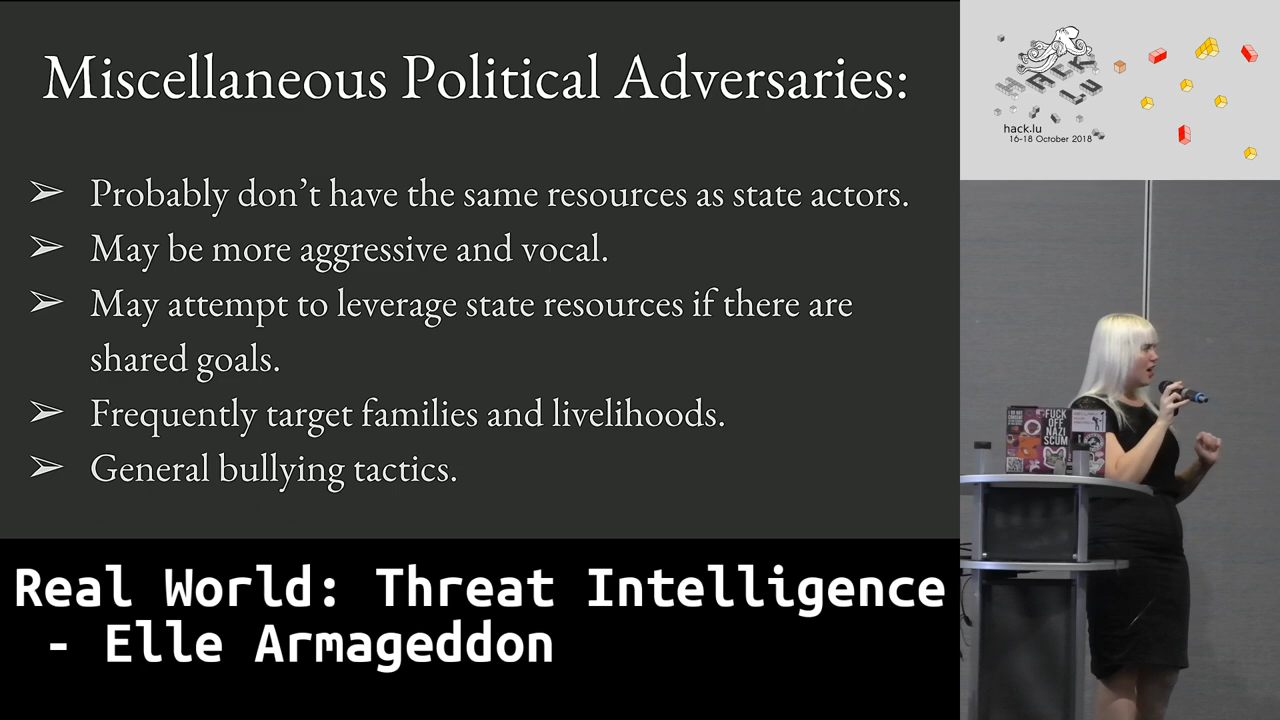 Miscellaneous Political Adversaries:
➢ Probably don’t have the same resources as state actors.
➢ May be more aggressive and vocal.
➢ May attempt to leverage state resources if there are
shared goals.
➢ Frequently target families and livelihoods.
➢ General bullying tactics.
Real World: Threat Intelligence
- Elle Armageddon
HACK
LU
hack.lu
16-18 October 2018
FUCK
OFF
NAZI
SCUM